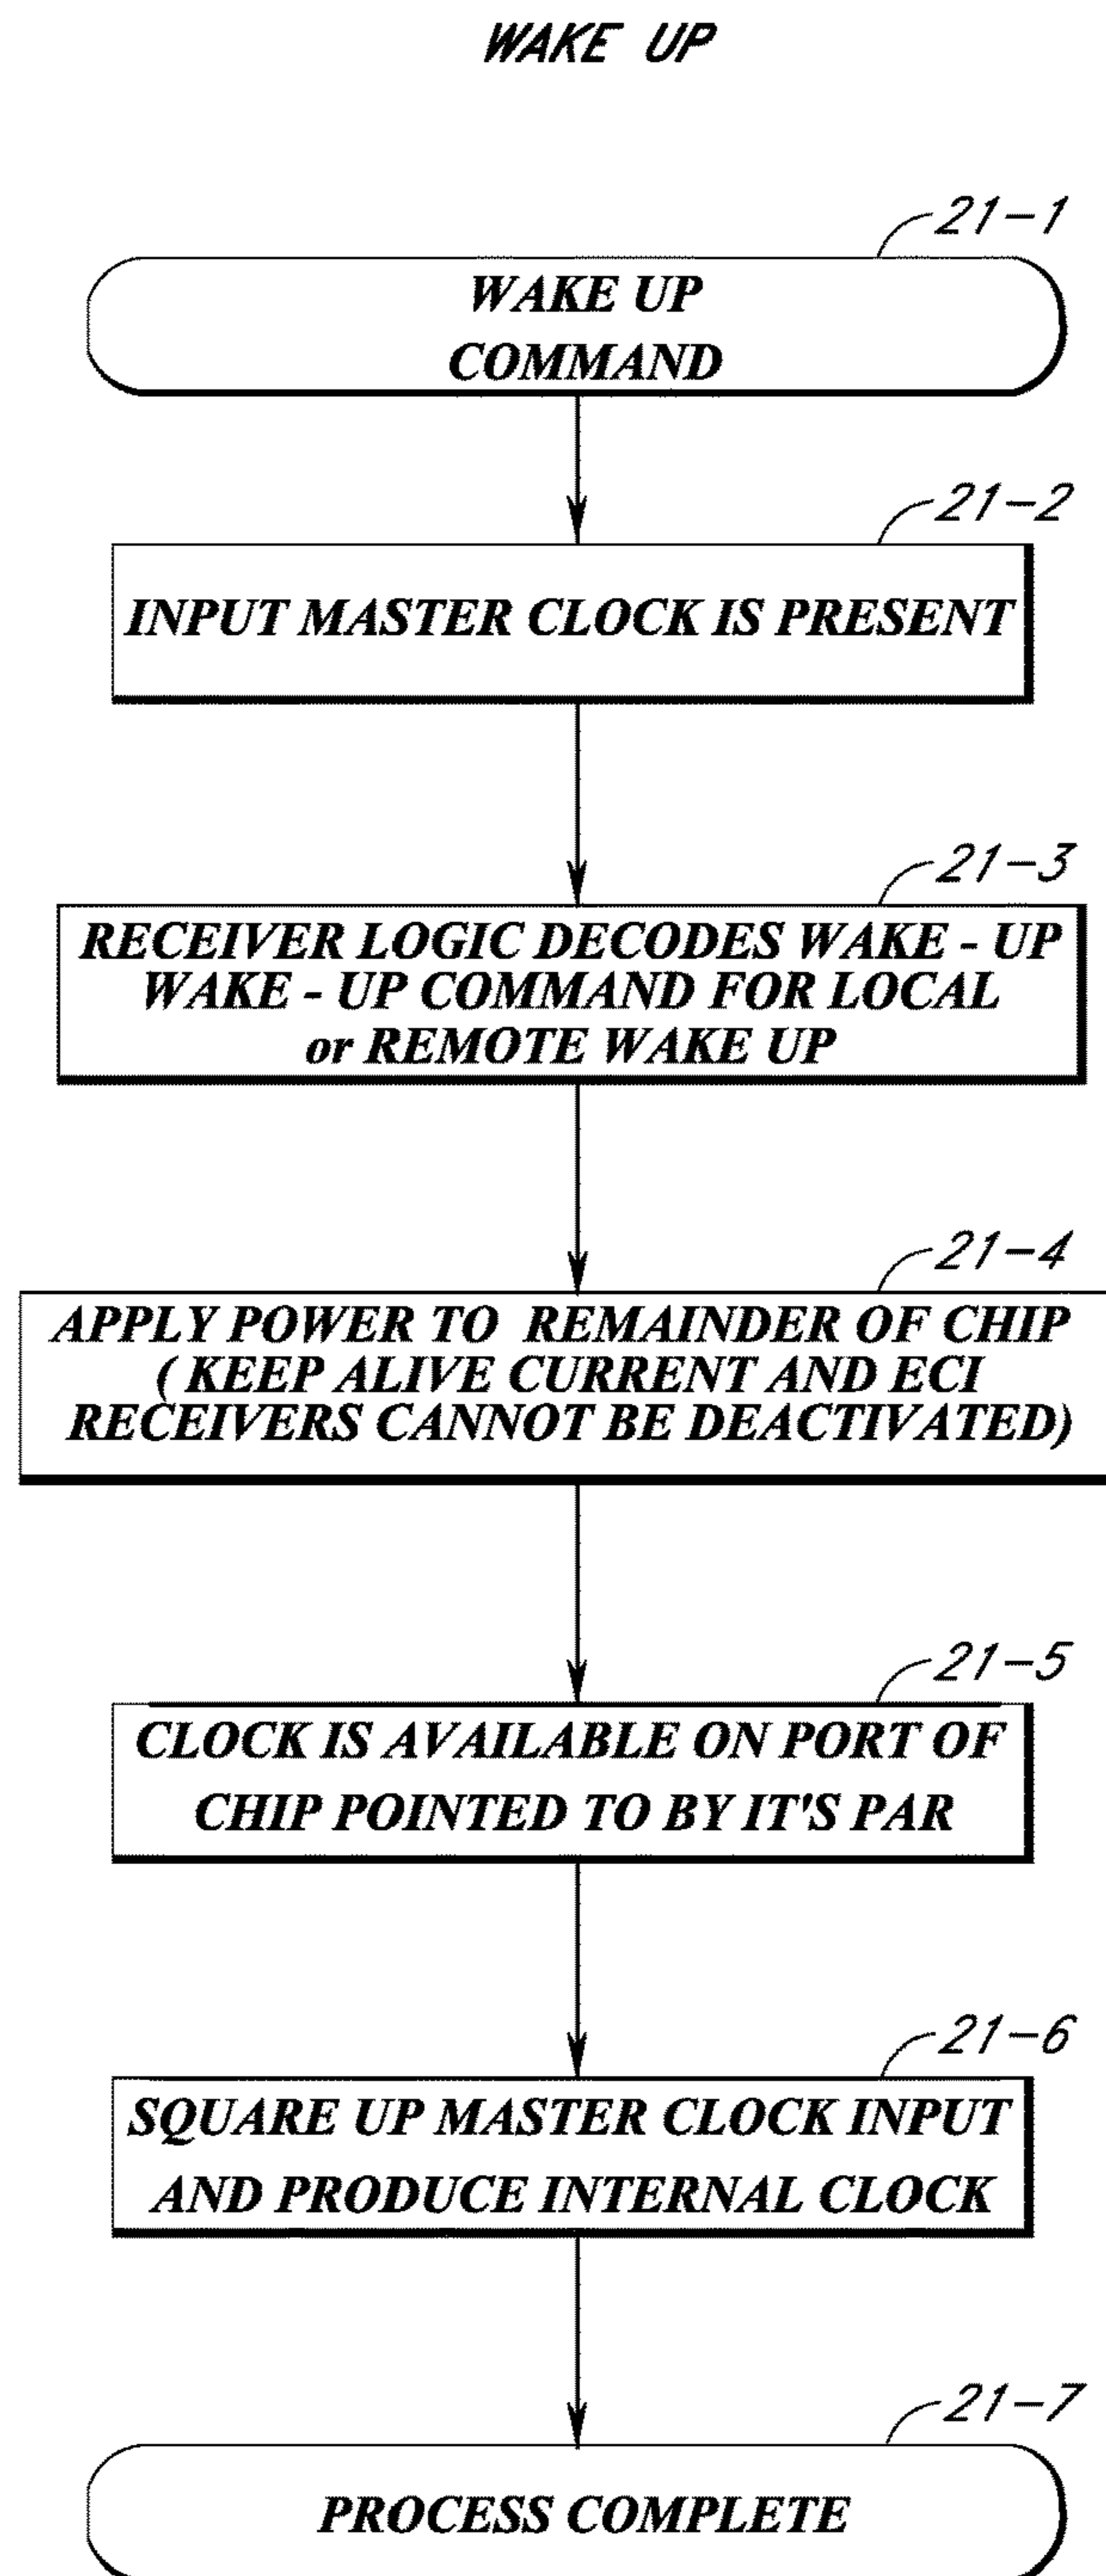 WAKE UP
21-1
WAKE UP
COMMAND
21-2
INPUT MASTER CLOCK IS PRESENT
21-3
RECEIVER LOGIC DECODES WAKE - UP
WAKE - UP COMMAND FOR LOCAL
or REMOTE WAKE UP
21-4
APPLY POWER TO REMAINDER OF CHIP
( KEEP ALIVE CURRENT AND ECI
RECEIVERS CANNOT BE DEACTIVATED)
21-5
CLOCK IS AVAILABLE ON PORT OF
CHIP POINTED TO BY IT'S PAR
21-6
SQUARE UP MASTER CLOCK INPUT
AND PRODUCE INTERNAL CLOCK
21-7
PROCESS COMPLETE